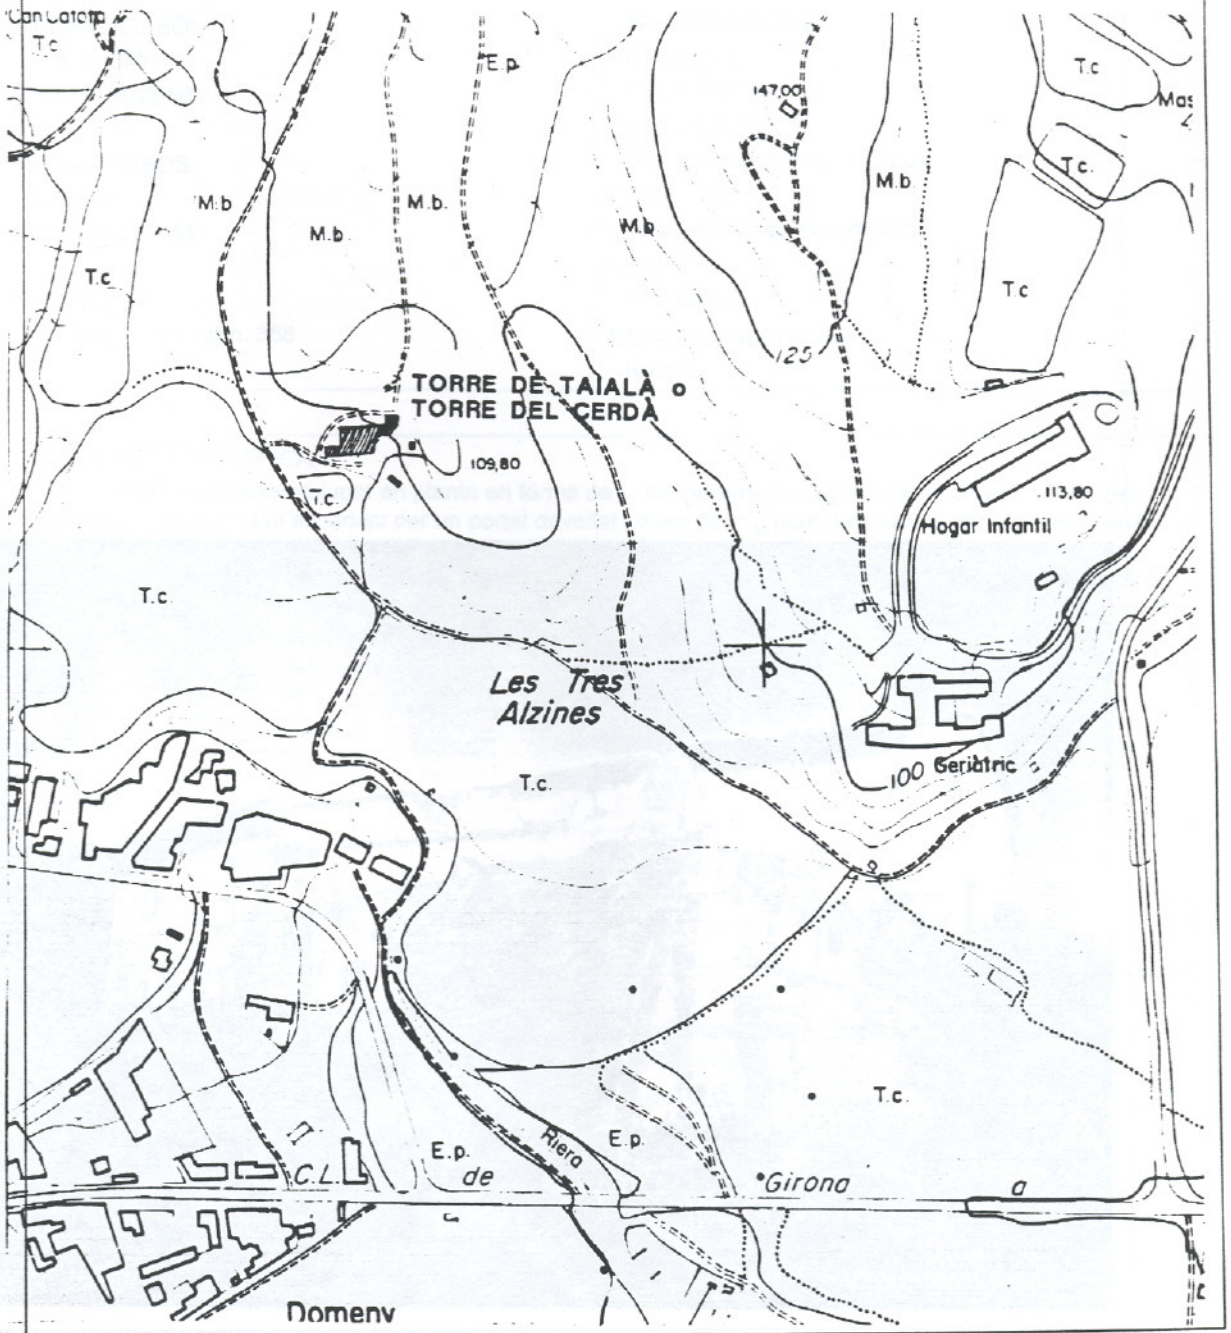 Can Catofa
T.c.
E.p.
T.c
147,00
Mas
T.c.
M.b
M.b.
M.b.
M.b
M.b
T.c
T.c
125
TORRE DE TAIALÀ o
TORRE DEL CERDÀ
109,80
T.c.
113,80
Hogar Infantil
T.c.
Les Tres
Alzines
T.c.
100
Geriàtric
T.c.
E.p.
Riera
E.p.
C.L.
de
Girona
a
Domeny